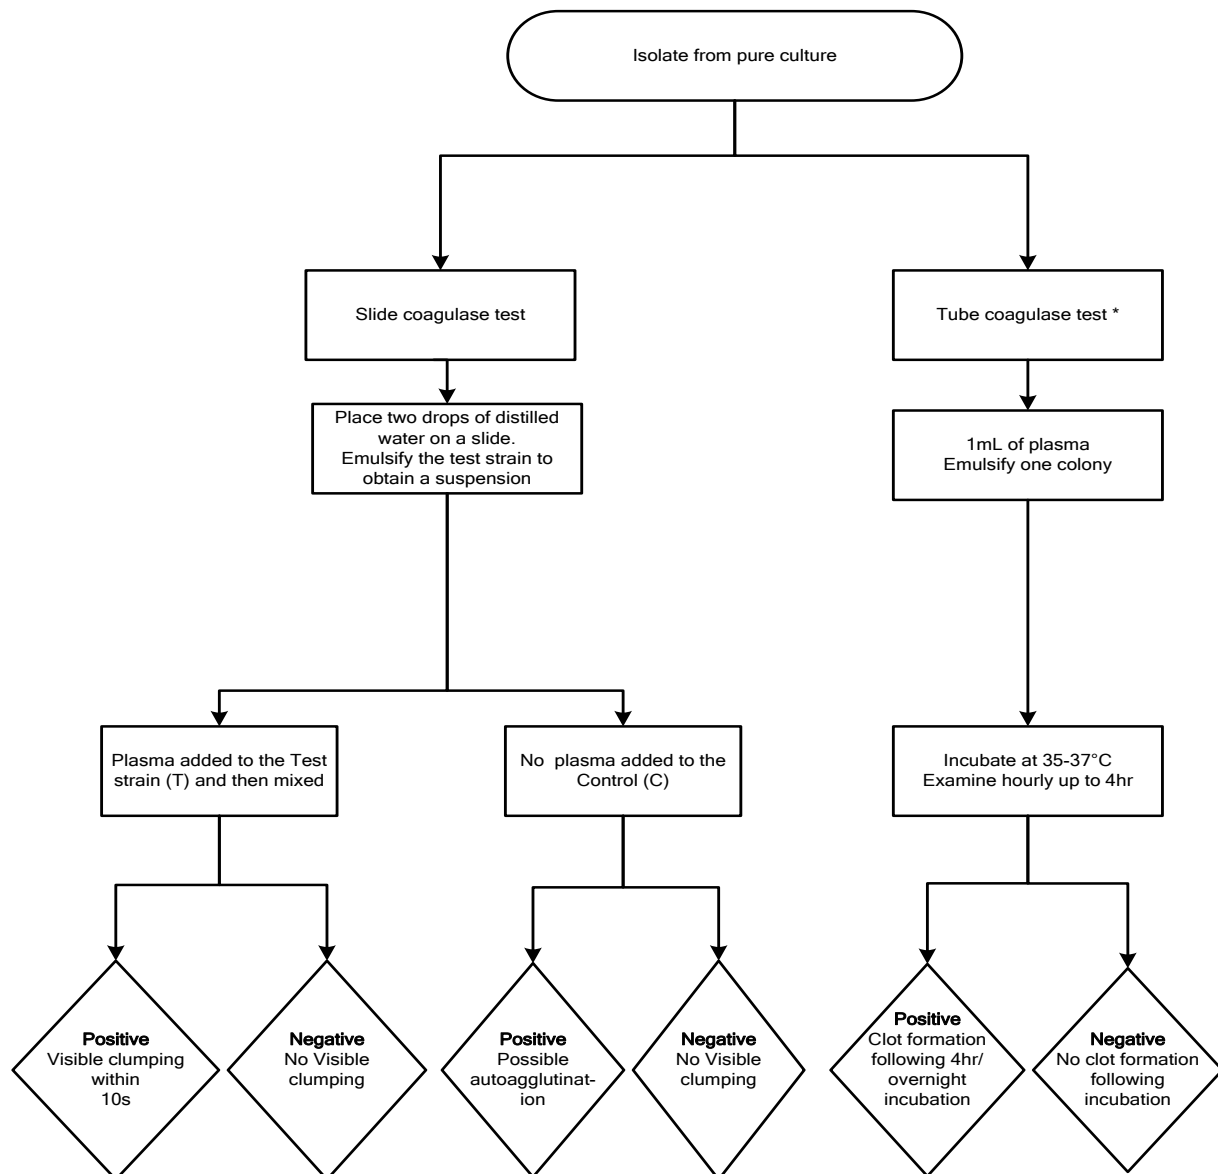 Isolate from pure culture
Slide coagulase test
Tube coagulase test *
Place two drops of distilled
water on a slide.
Emulsify the test strain to
obtain a suspension
1mL of plasma
Emulsify one colony
Plasma added to the Test
strain (T) and then mixed
No plasma added to the
Control (C)
Incubate at 35-37°C
Examine hourly up to 4hr
Positive
Visible clumping
within
10s
Negative
No Visible
clumping
Positive
Possible
autoagglutinat-
ion
Negative
No Visible
clumping
Positive
Clot formation
following 4hr/
overnight
incubation
Negative
No clot formation
following
incubation